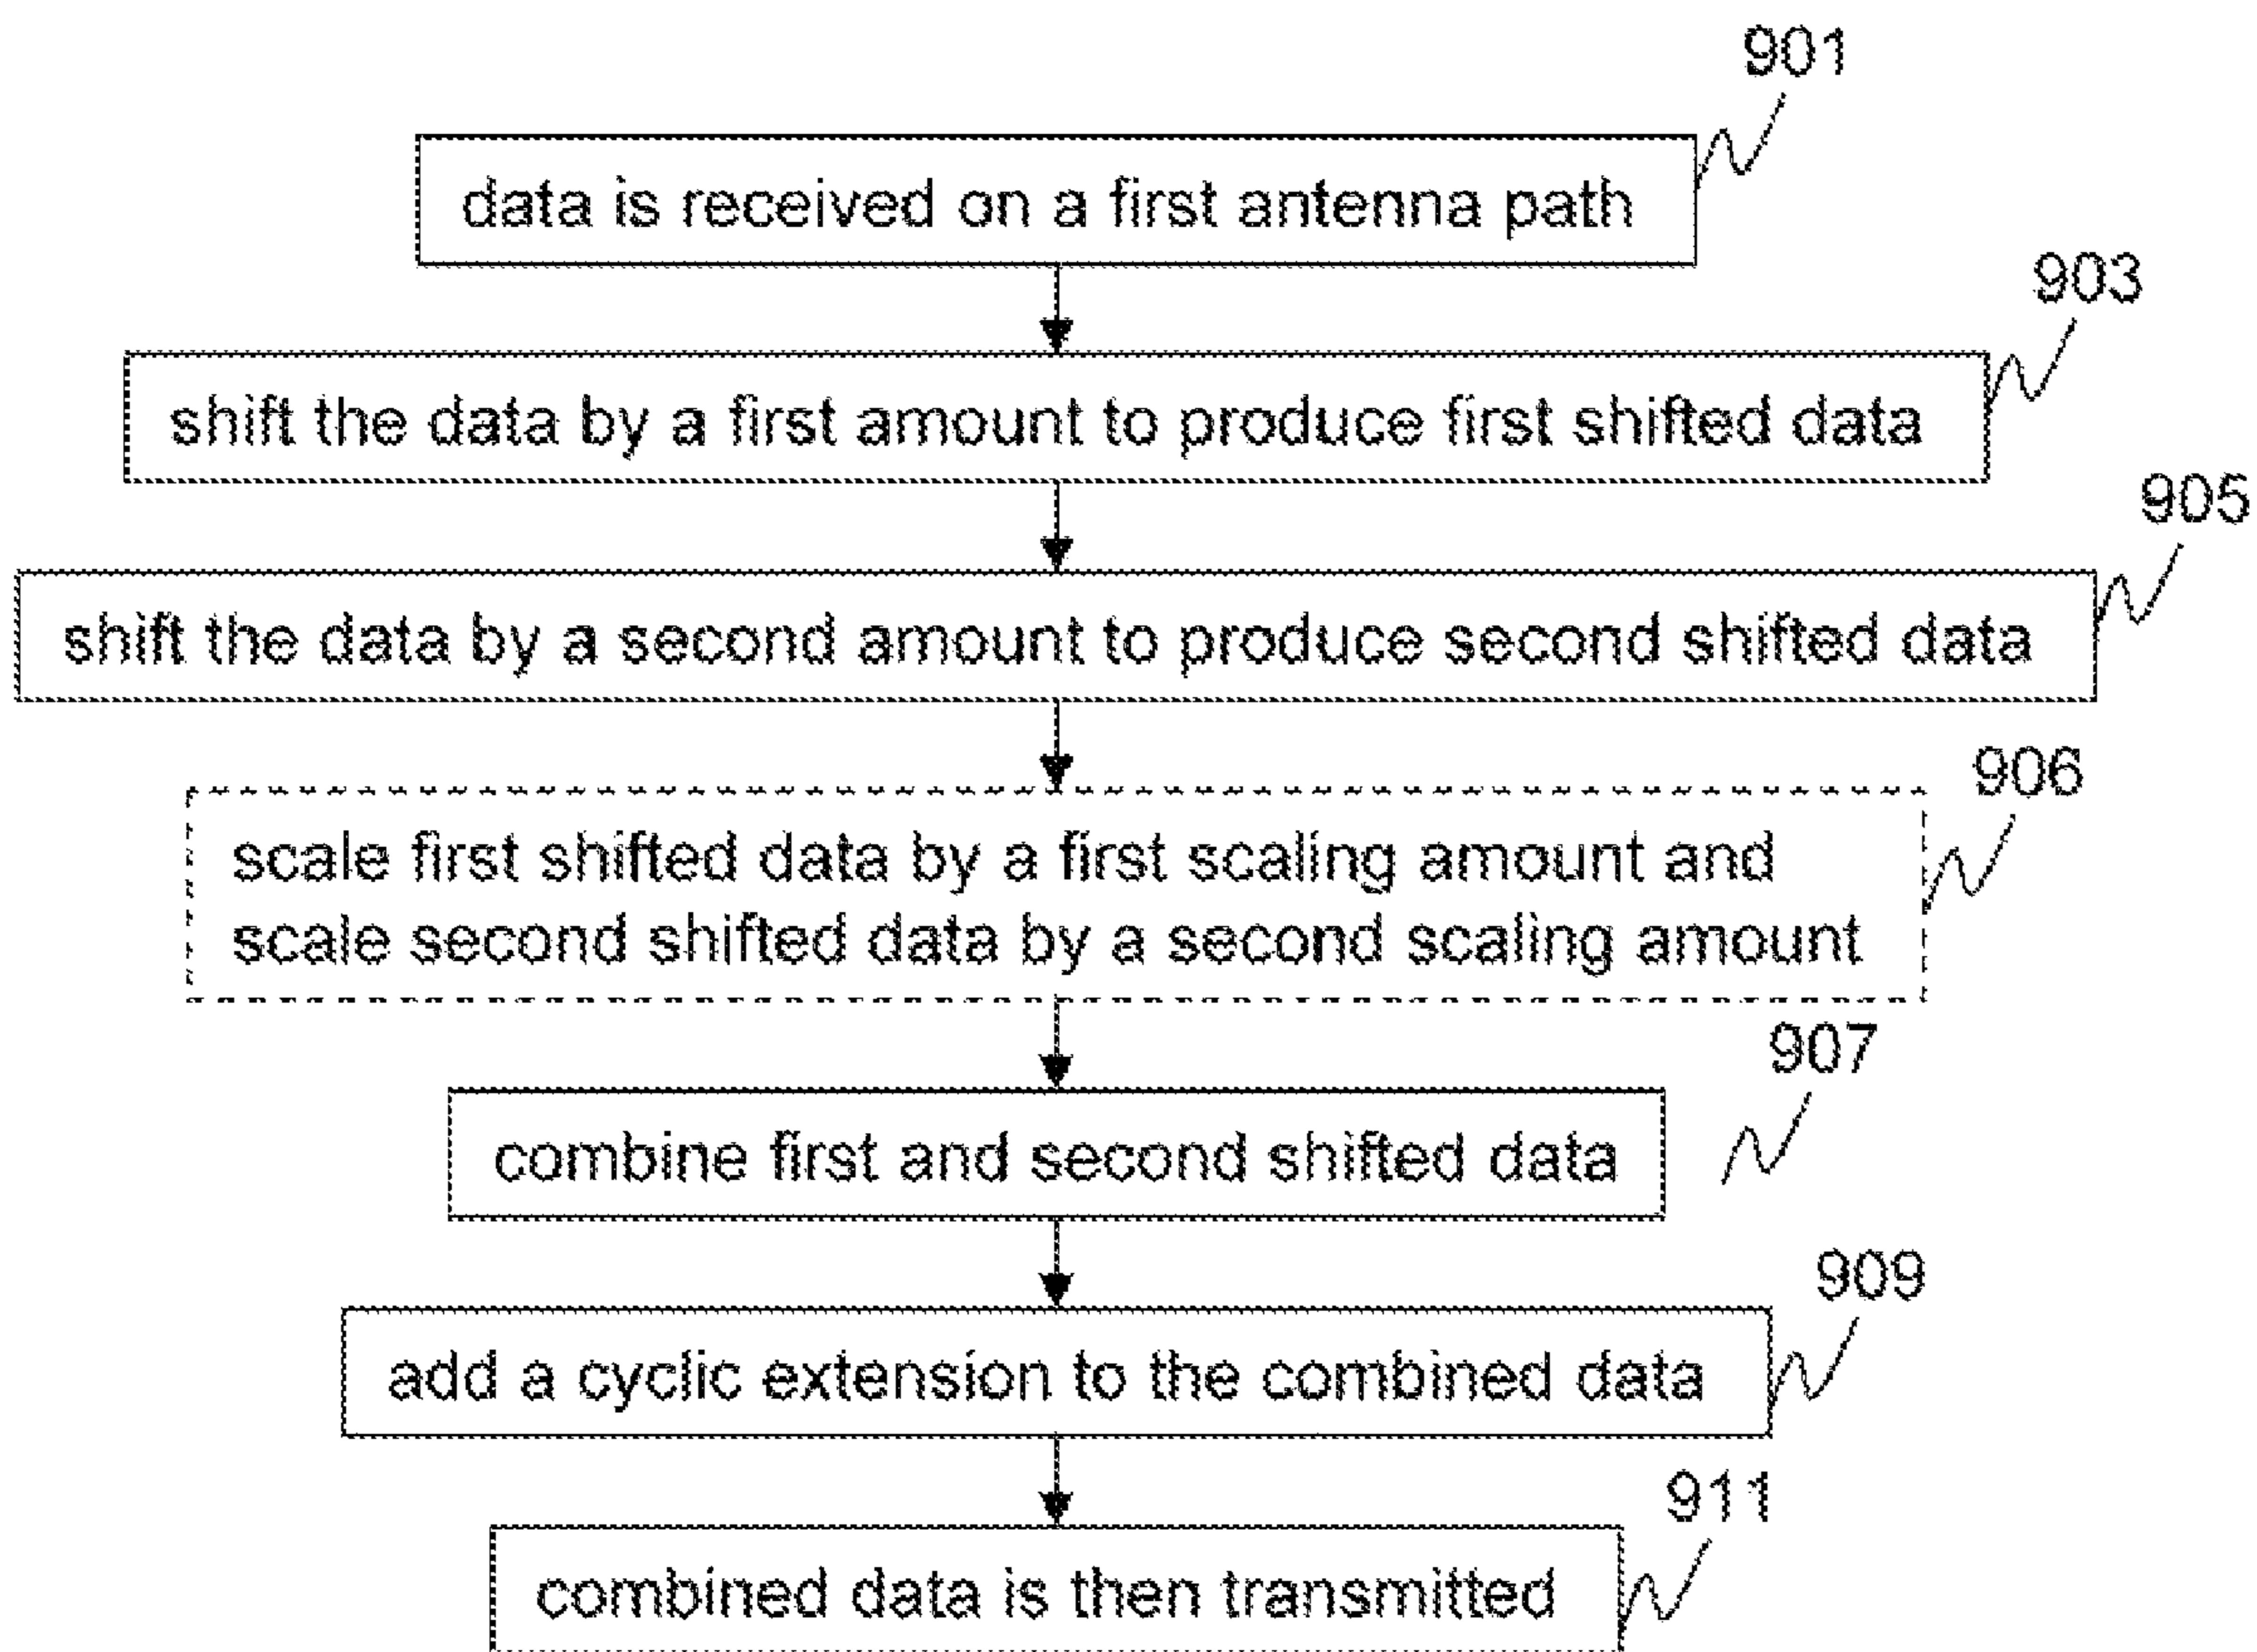 901
data is received on a first antenna path
903
shift the data by a first amount to produce first shifted data
905
shift the data by a second amount to produce second shifted data
906
scale first shifted data by a first scaling amount and
scale second shifted data by a second scaling amount
907
combine first and second shifted data
909
add a cyclic extension to the combined data
911
combined data is then transmitted